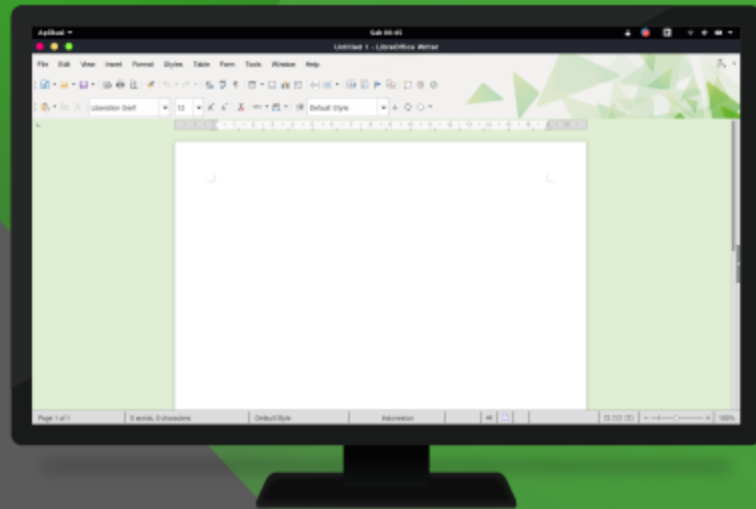 Aplikasi
Sab 00:45
Untitled 1 - LibreOffice Writer
File Edit View Insert Format Styles Table Form Tools Window Help
Liberation Serif 12 Default Style
Page 1 of 1 0 words, 0 characters Default Style Indonesian 100%